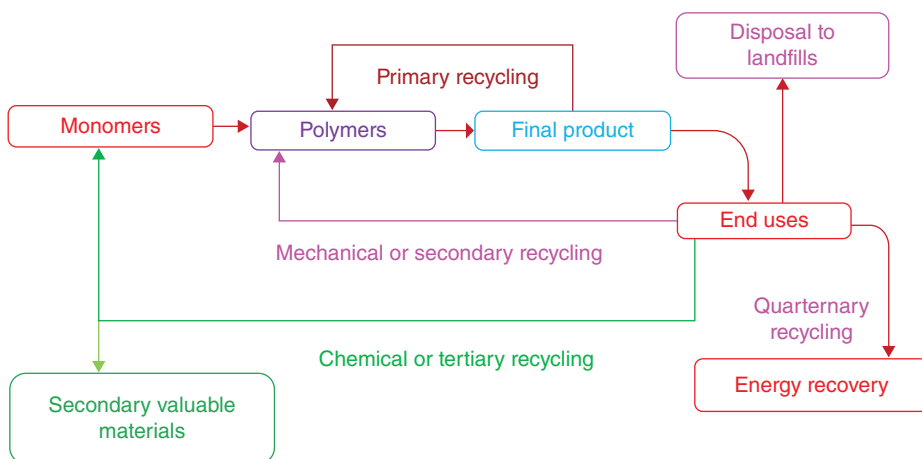 Disposal to
landfills
Primary recycling
Monomers
Polymers
Final product
End uses
Mechanical or secondary recycling
Quarternary
recycling
Chemical or tertiary recycling
Energy recovery
Secondary valuable
materials